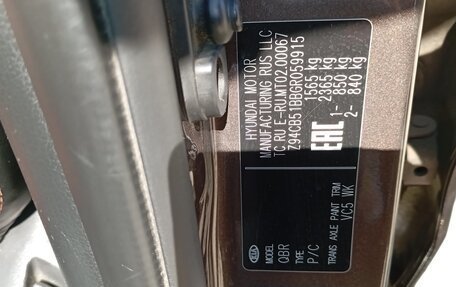 HYUNDAI MOTOR
MANUFACTURING RUS LLC
TC RU E-RU.MT02.00067
Z94CB51BBGR059915
1565 kg
2365 kg
1- 850 kg
2- 840 kg
EAC
KIA
MODEL QBR
TYPE P/C
TRANS AXLE PAINT TRIM
VC5 WK